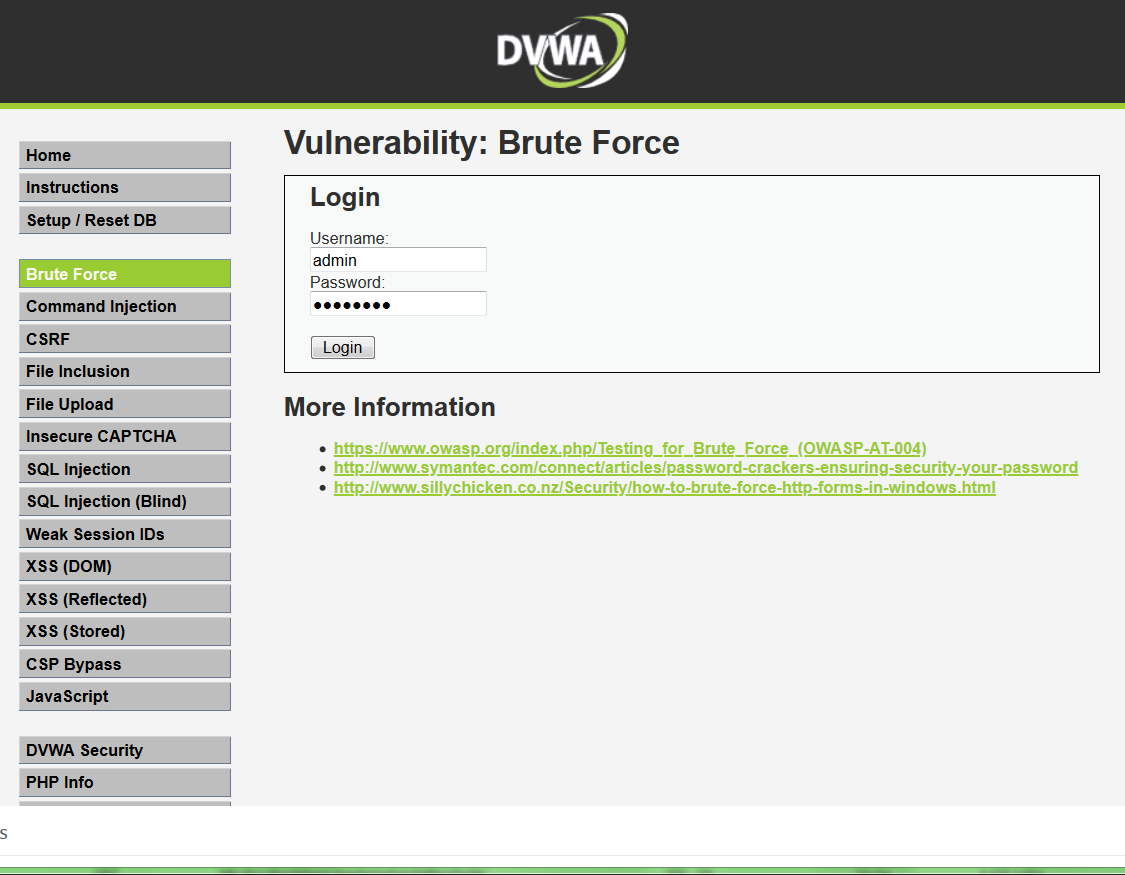 DVWA
Vulnerability: Brute Force
Home
Instructions
Setup / Reset DB
Brute Force
Command Injection
CSRF
File Inclusion
File Upload
Insecure CAPTCHA
SQL Injection
SQL Injection (Blind)
Weak Session IDs
XSS (DOM)
XSS (Reflected)
XSS (Stored)
CSP Bypass
JavaScript
DVWA Security
PHP Info
Login
Username:
admin
Password:
••••••••
Login
More Information
• https://www.owasp.org/index.php/Testing_for_Brute_Force_(OWASP-AT-004)
• http://www.symantec.com/connect/articles/password-crackers-ensuring-security-your-password
• http://www.sillychicken.co.nz/Security/how-to-brute-force-http-forms-in-windows.html
s